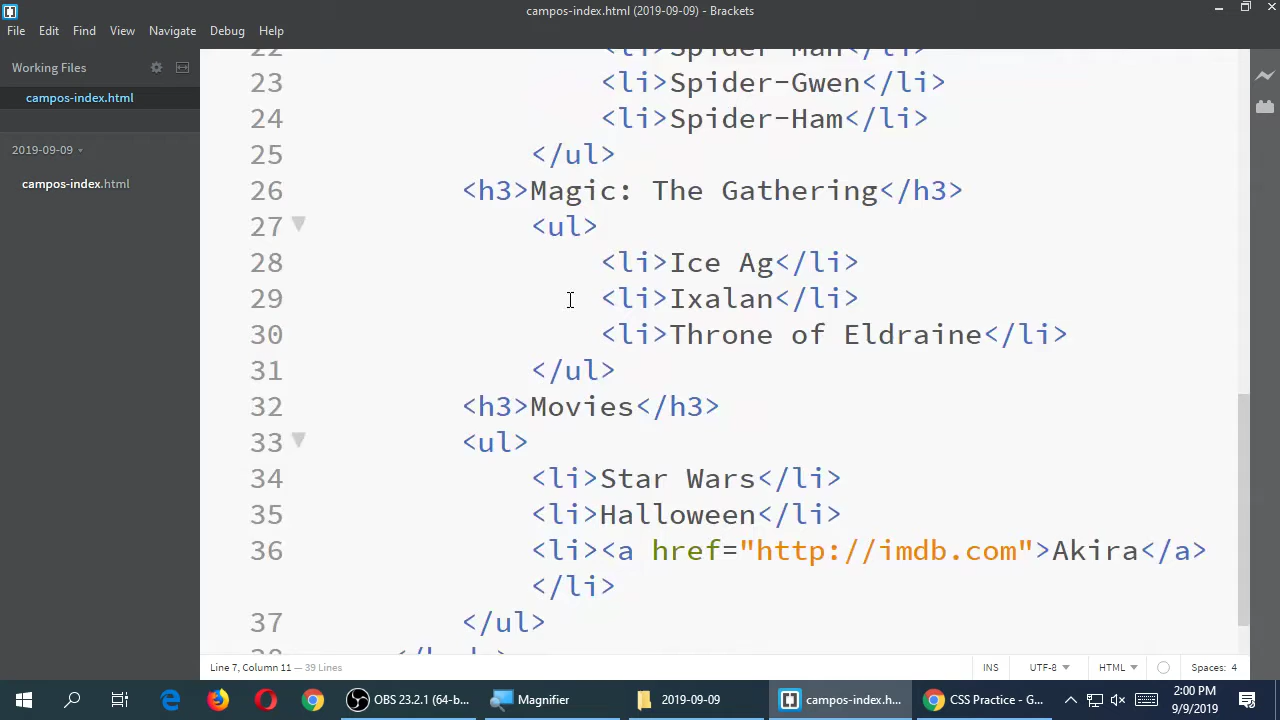 campos-index.html (2019-09-09) - Brackets
File Edit Find View Navigate Debug Help
Working Files
campos-index.html
2019-09-09
campos-index.html
22 <li>Spider-Man</li>
23 <li>Spider-Gwen</li>
24 <li>Spider-Ham</li>
25 </ul>
26 <h3>Magic: The Gathering</h3>
27 <ul>
28 <li>Ice Ag</li>
29 <li>Ixalan</li>
30 <li>Throne of Eldraine</li>
31 </ul>
32 <h3>Movies</h3>
33 <ul>
34 <li>Star Wars</li>
35 <li>Halloween</li>
36 <li><a href="http://imdb.com">Akira</a>
</li>
37 </ul>
Line 7, Column 11 — 39 Lines
INS UTF-8 HTML Spaces: 4
OBS 23.2.1 (64-b... Magnifier 2019-09-09 campos-index.h... CSS Practice - G...
2:00 PM
9/9/2019